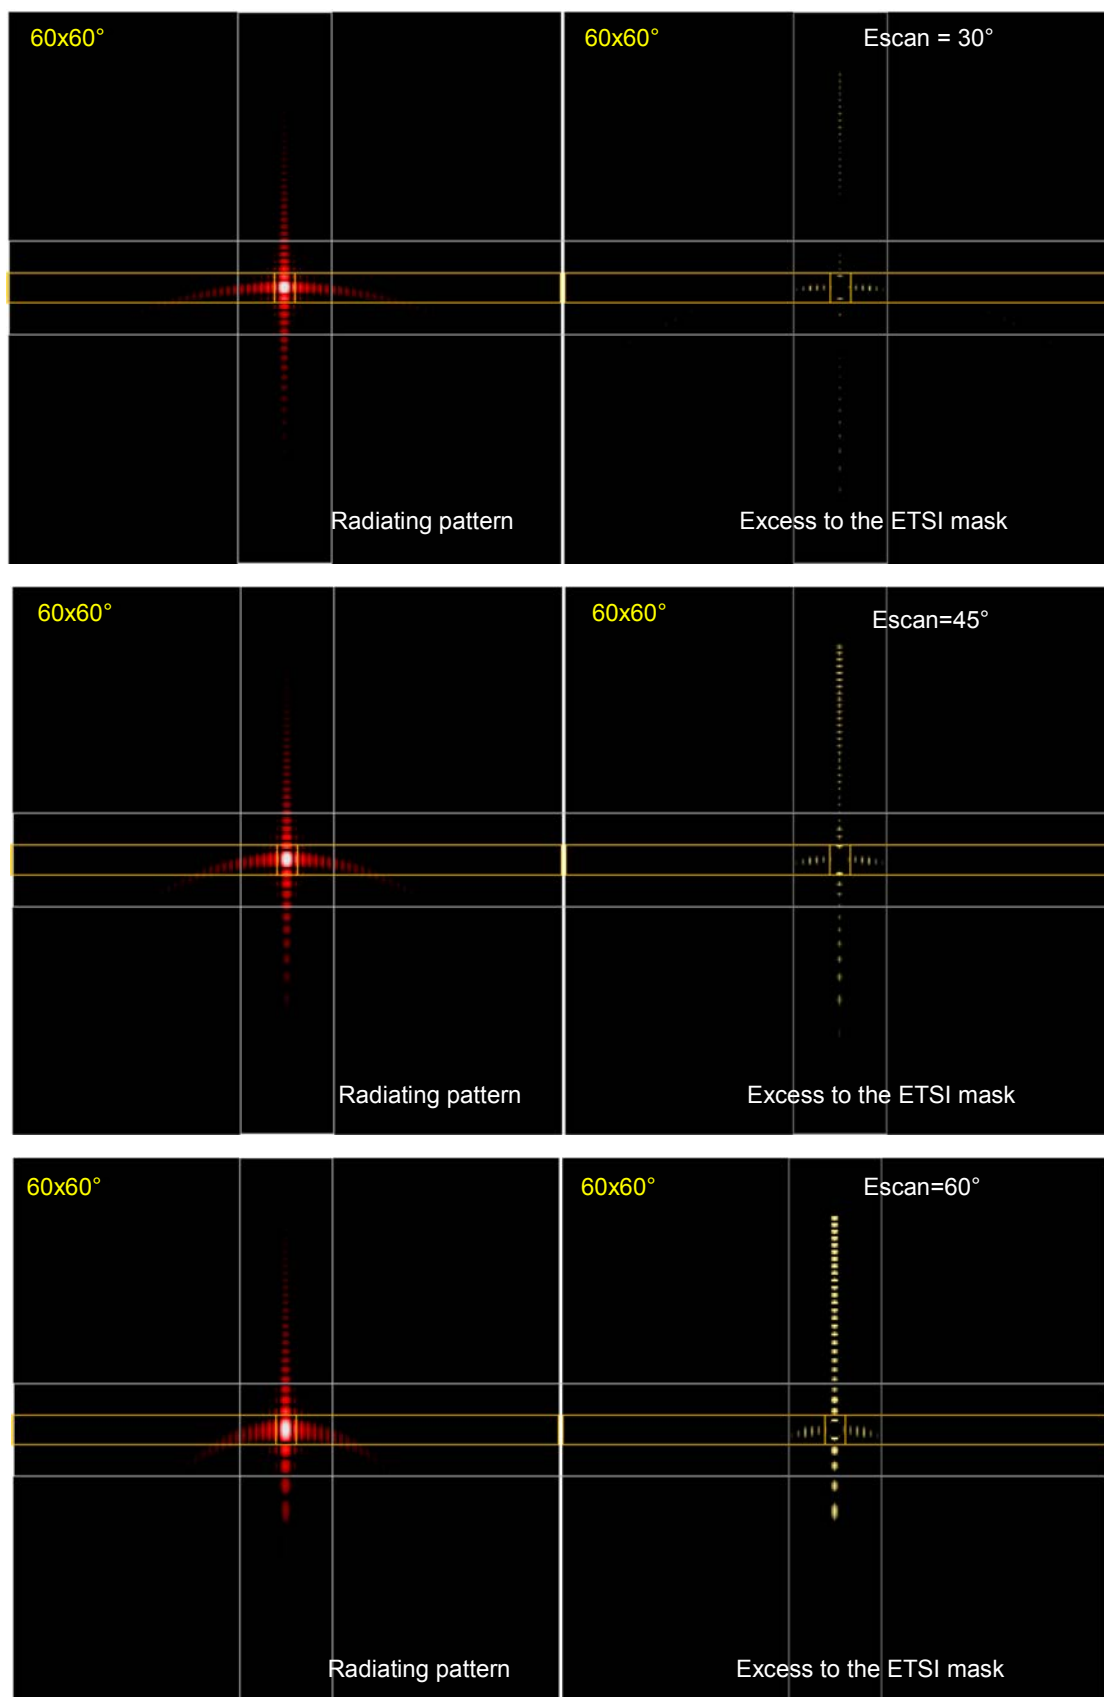 60x60°
60x60°
Escan = 30°
Radiating pattern
Excess to the ETSI mask
60x60°
60x60°
Escan=45°
Radiating pattern
Excess to the ETSI mask
60x60°
60x60°
Escan=60°
Radiating pattern
Excess to the ETSI mask